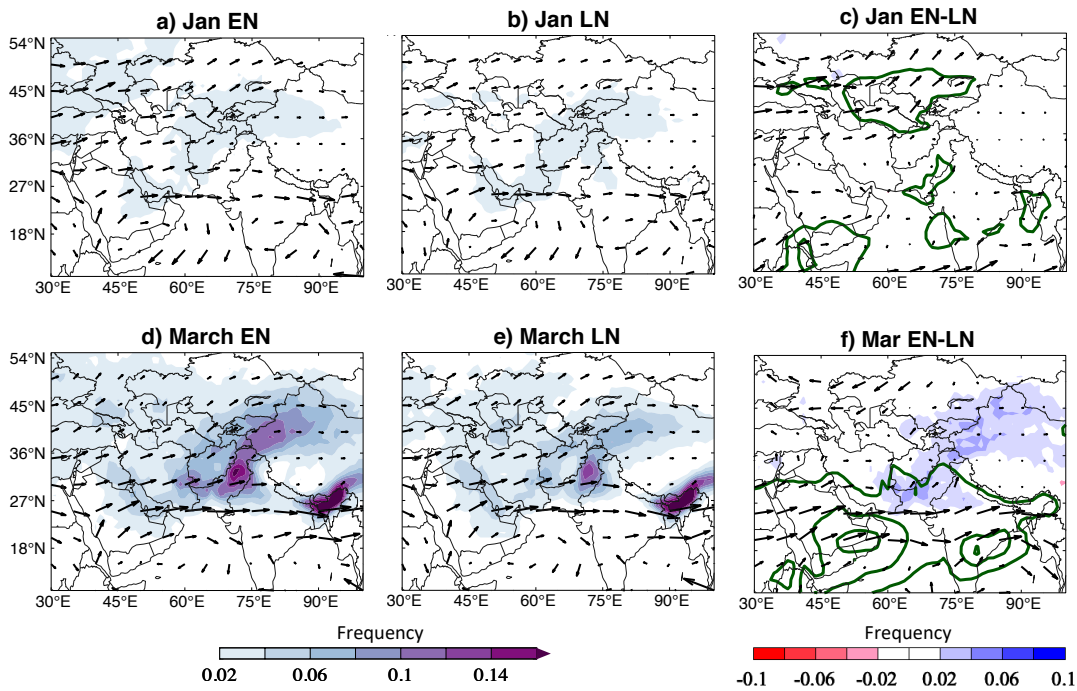 a) Jan EN
b) Jan LN
c) Jan EN-LN
54°N
45°N
36°N
27°N
18°N
30°E 45°E 60°E 75°E 90°E
30°E 45°E 60°E 75°E 90°E
30°E 45°E 60°E 75°E 90°E
d) March EN
e) March LN
f) Mar EN-LN
54°N
45°N
36°N
27°N
18°N
30°E 45°E 60°E 75°E 90°E
30°E 45°E 60°E 75°E 90°E
30°E 45°E 60°E 75°E 90°E
Frequency
0.02 0.06 0.1 0.14
Frequency
-0.1 -0.06 -0.02 0.02 0.06 0.1